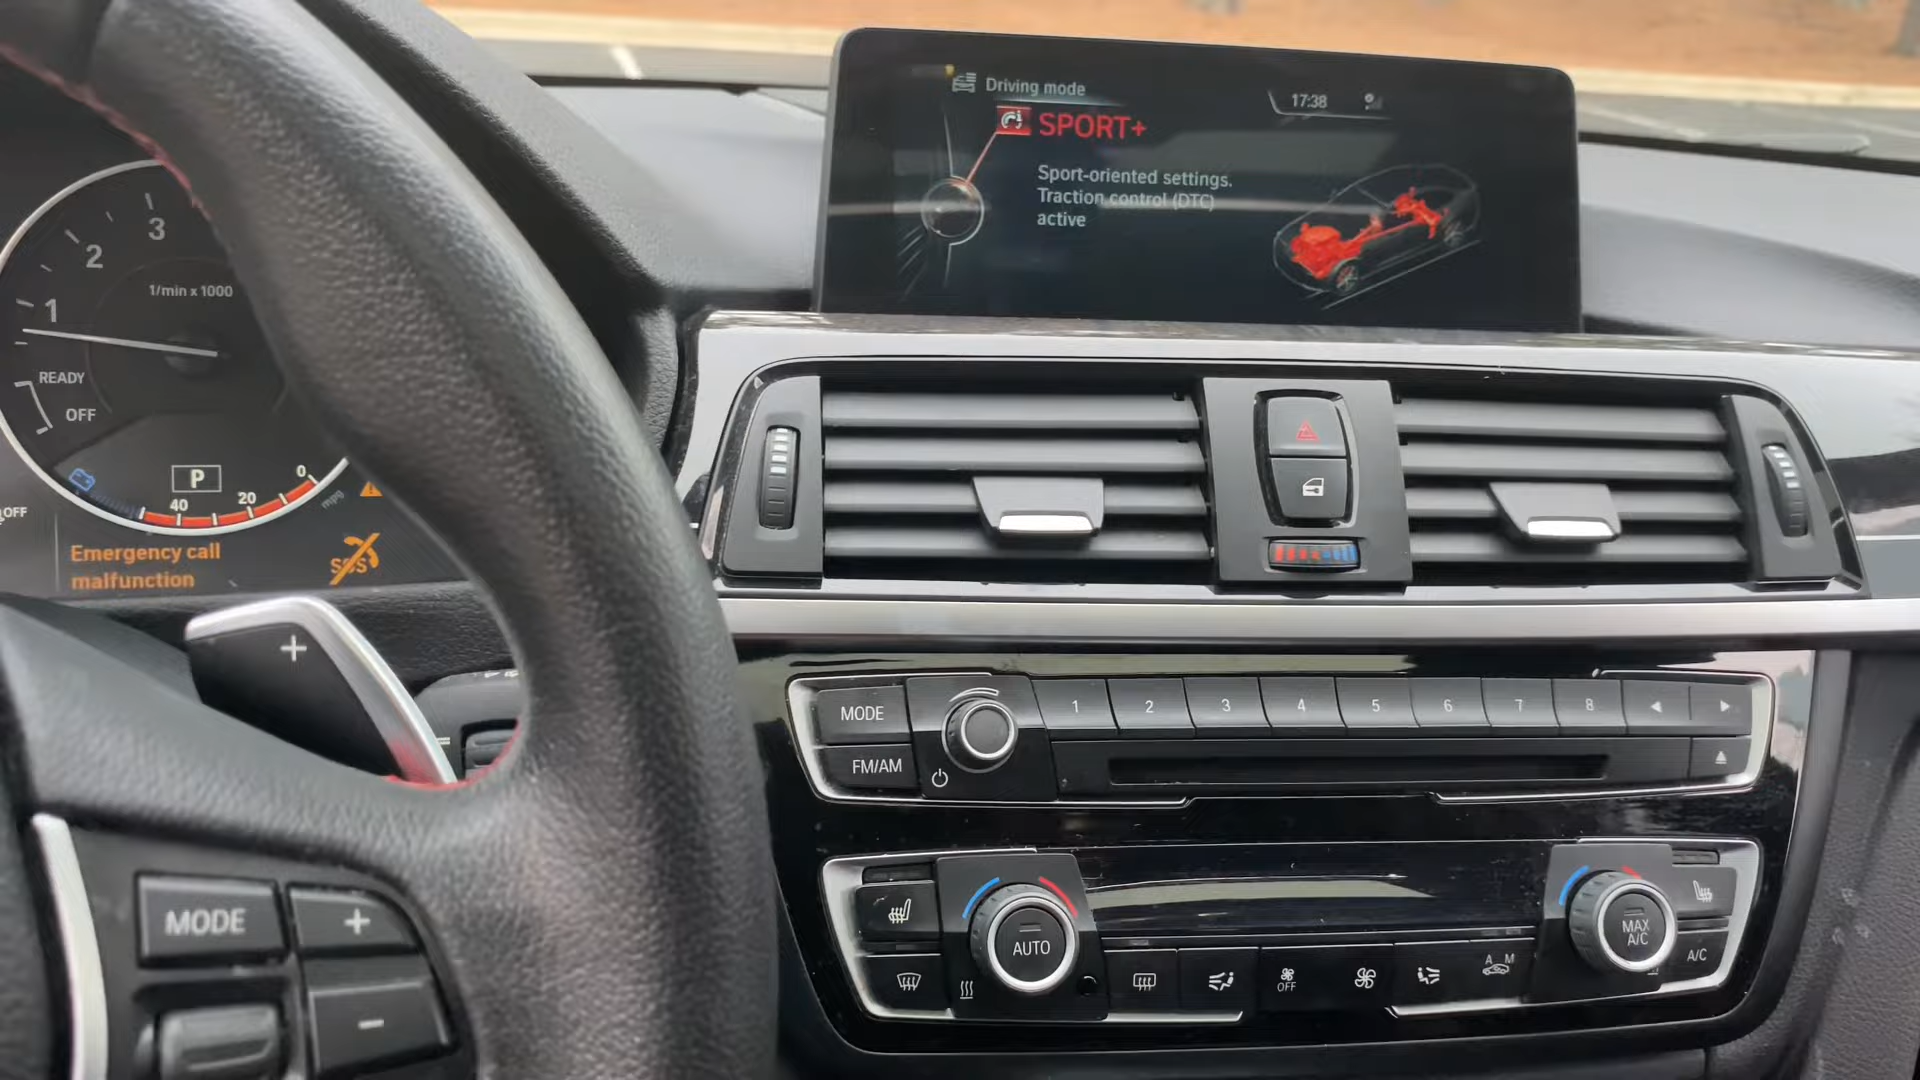 Driving mode
17:38
SPORT+
Sport-oriented settings.
Traction control (DTC)
active
3
2
1
1/min x 1000
READY
OFF
P
40
20
0
mpg
OFF
Emergency call
malfunction
SOS
+
MODE
1
2
3
4
5
6
7
8
FM/AM
AUTO
MAX
A/C
A/C
A M
OFF
MODE
+
-